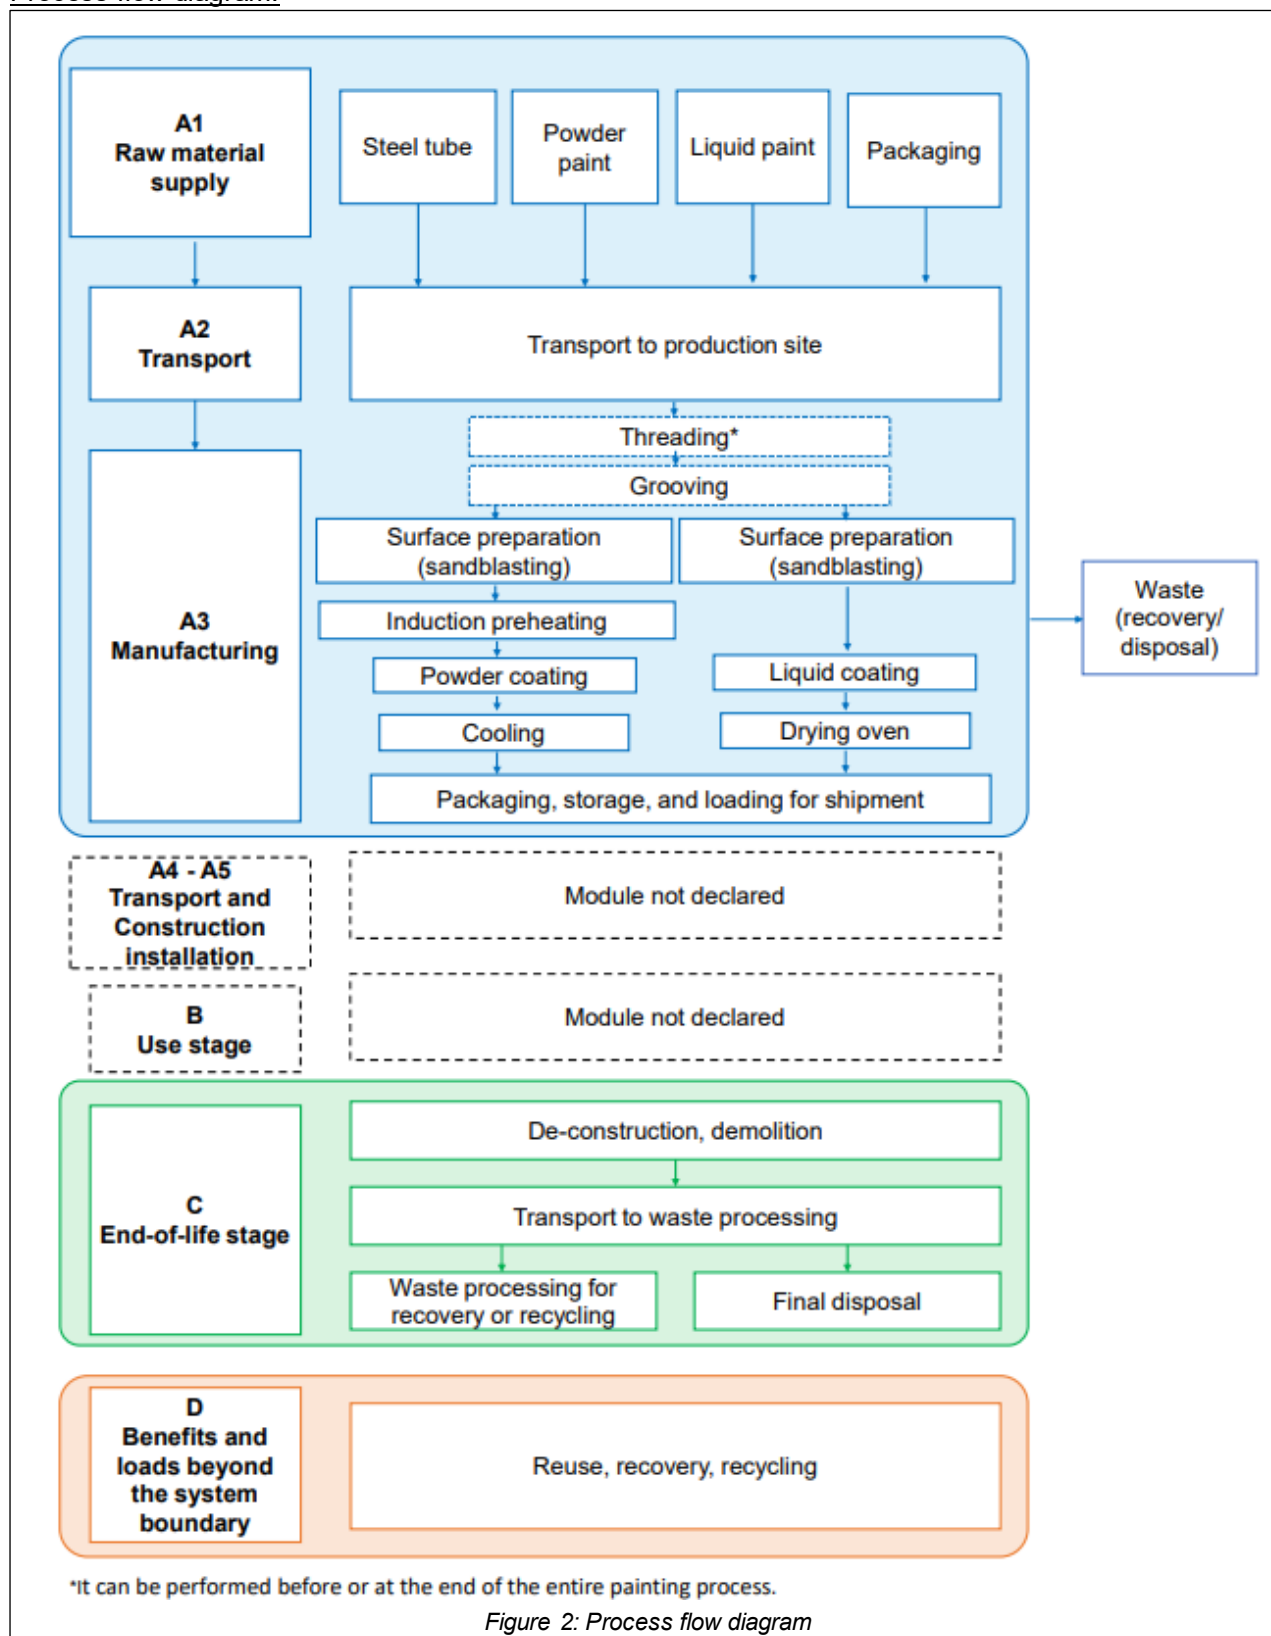 Process flow diagram:
A1
Raw material
supply
Steel tube
Powder
paint
Liquid paint
Packaging
A2
Transport
Transport to production site
Threading*
Grooving
A3
Manufacturing
Surface preparation
(sandblasting)
Surface preparation
(sandblasting)
Induction preheating
Powder coating
Liquid coating
Cooling
Drying oven
Packaging, storage, and loading for shipment
Waste
(recovery/
disposal)
A4 - A5
Transport and
Construction
installation
Module not declared
B
Use stage
Module not declared
C
End-of-life stage
De-construction, demolition
Transport to waste processing
Waste processing for
recovery or recycling
Final disposal
D
Benefits and
loads beyond
the system
boundary
Reuse, recovery, recycling
*It can be performed before or at the end of the entire painting process.
Figure 2: Process flow diagram